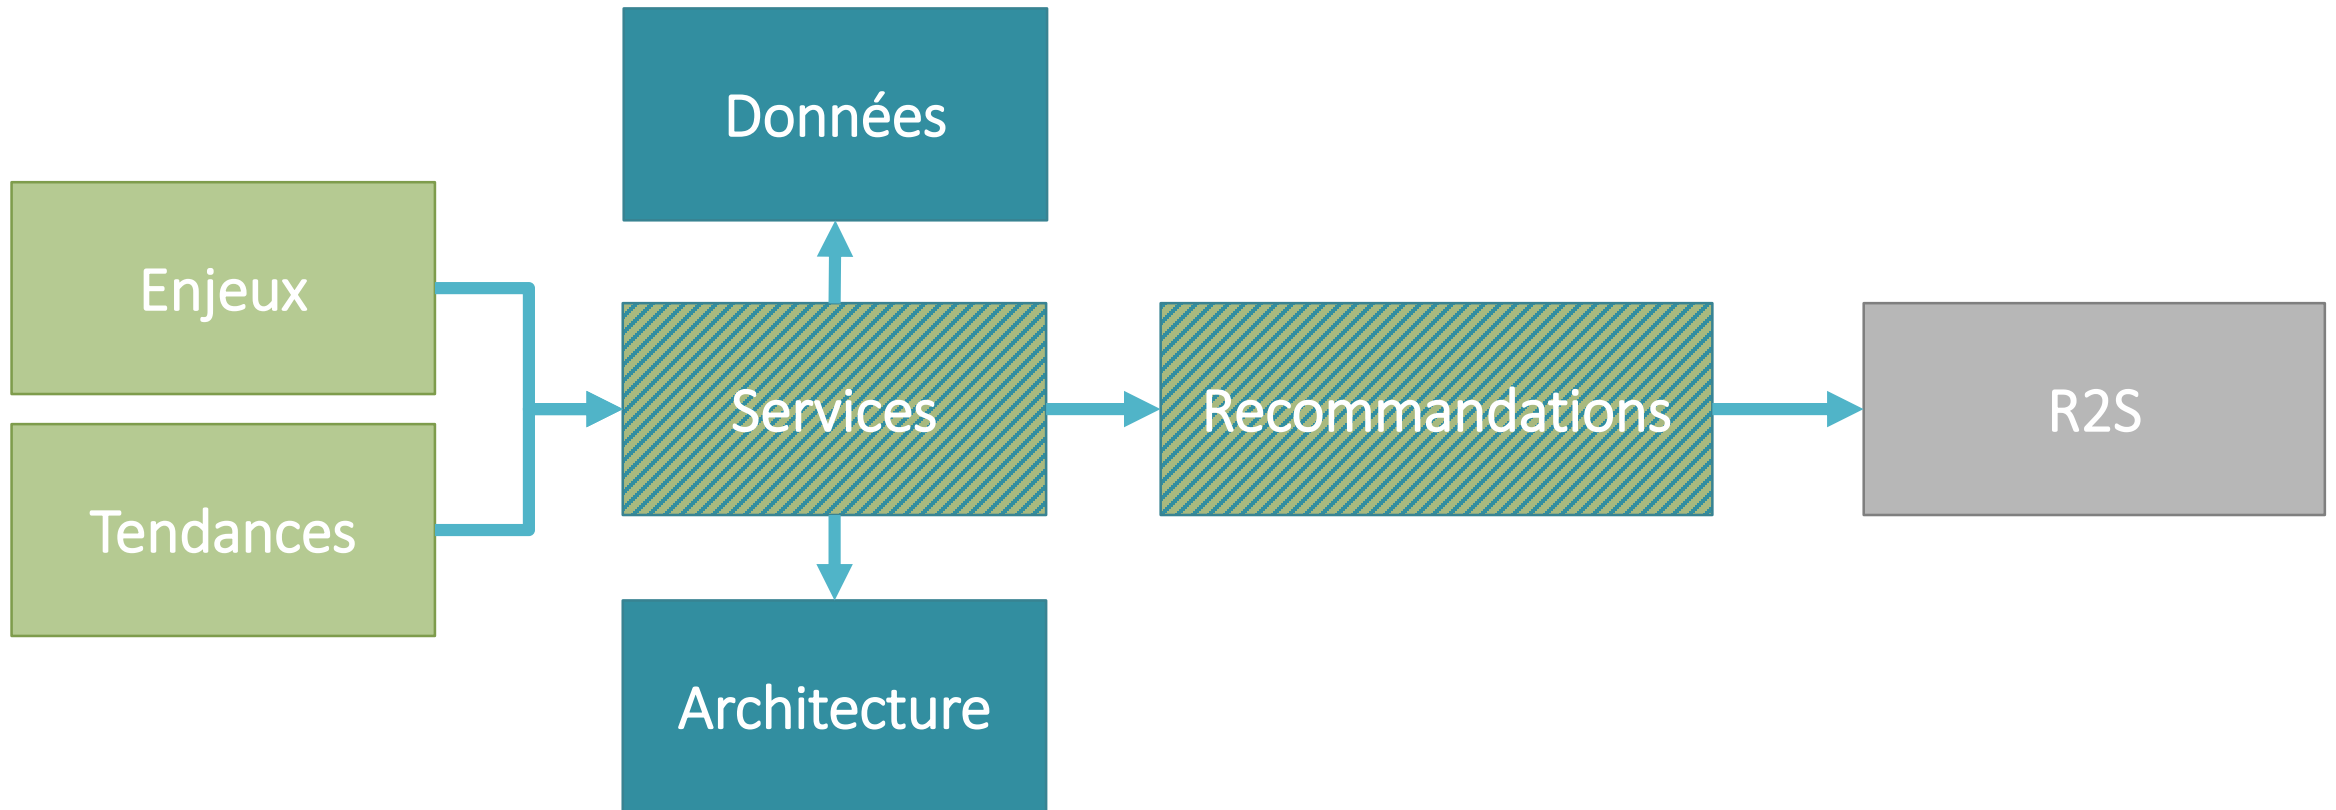 Données
Enjeux
Tendances
Services
Recommandations
R2S
Architecture